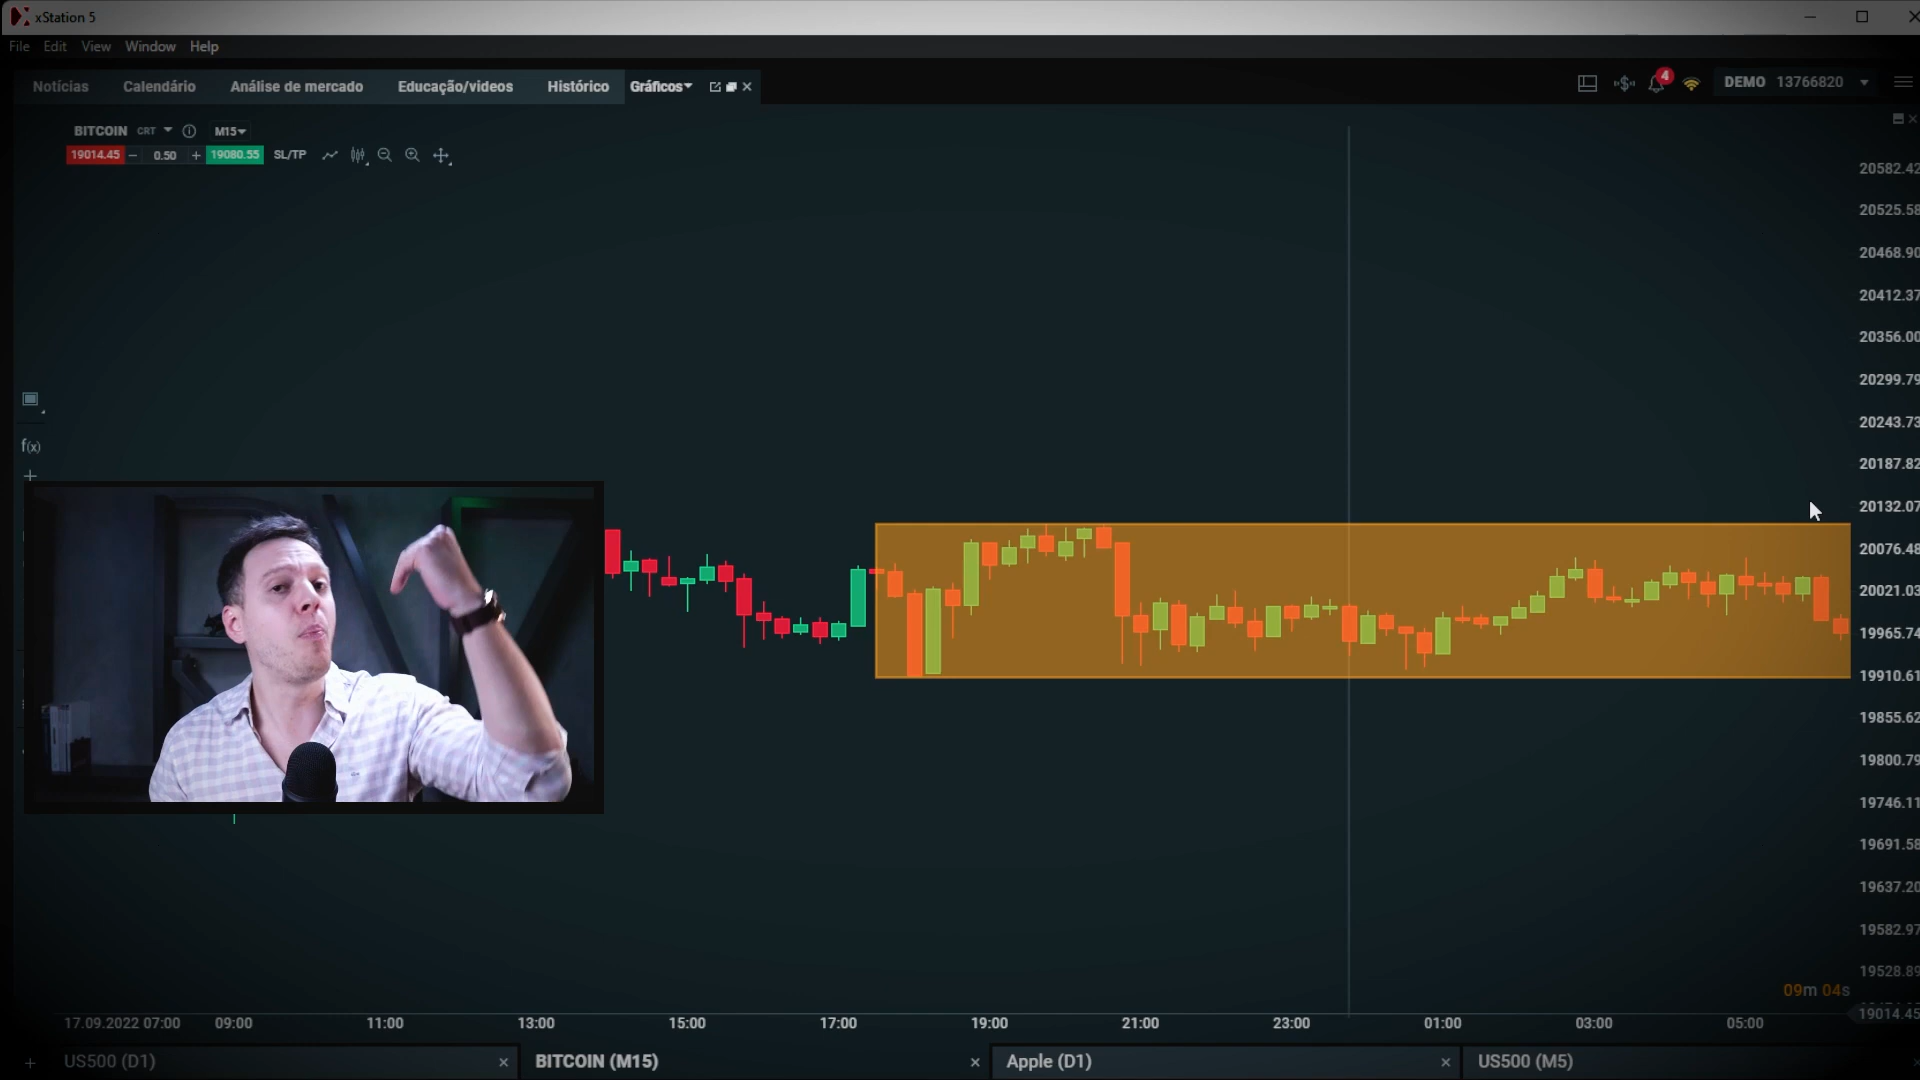 xStation 5
File Edit View Window Help
Notícias Calendário Análise de mercado Educação/videos Histórico Gráficos
4 DEMO 13766820
BITCOIN CRT M15
19014.45 0.50 19080.55 SL/TP
f(x)
20582.42
20525.58
20468.90
20412.37
20356.00
20299.79
20243.73
20187.82
20132.07
20076.48
20021.03
19965.74
19910.61
19855.62
19800.79
19746.11
19691.58
19637.20
19582.97
19528.89
09m 04s
19014.45
17.09.2022 07:00 09:00 11:00 13:00 15:00 17:00 19:00 21:00 23:00 01:00 03:00 05:00
US500 (D1) BITCOIN (M15) Apple (D1) US500 (M5)